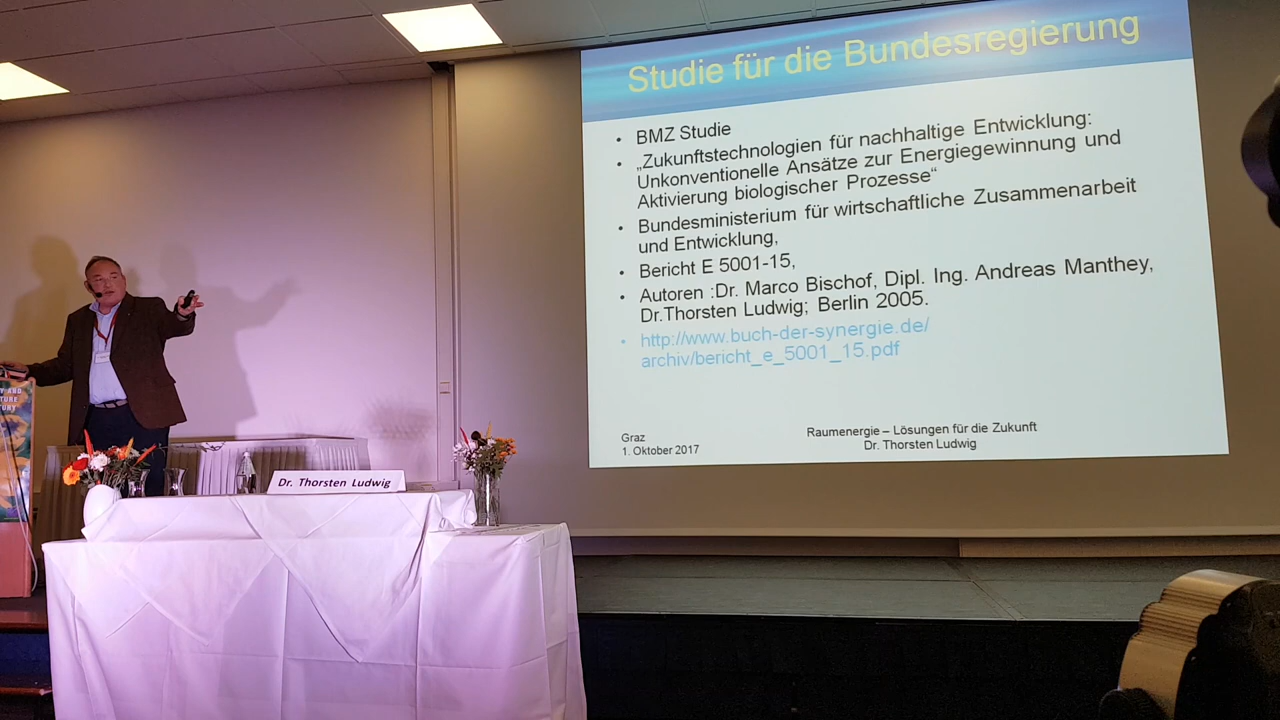 Studie für die Bundesregierung
• BMZ Studie
• „Zukunftstechnologien für nachhaltige Entwicklung:
Unkonventionelle Ansätze zur Energiegewinnung und
Aktivierung biologischer Prozesse“
• Bundesministerium für wirtschaftliche Zusammenarbeit
und Entwicklung,
• Bericht E 5001-15,
• Autoren :Dr. Marco Bischof, Dipl. Ing. Andreas Manthey,
Dr.Thorsten Ludwig; Berlin 2005.
• http://www.buch-der-synergie.de/
archiv/bericht_e_5001_15.pdf
Graz
1. Oktober 2017
Raumenergie – Lösungen für die Zukunft
Dr. Thorsten Ludwig
Dr. Thorsten Ludwig